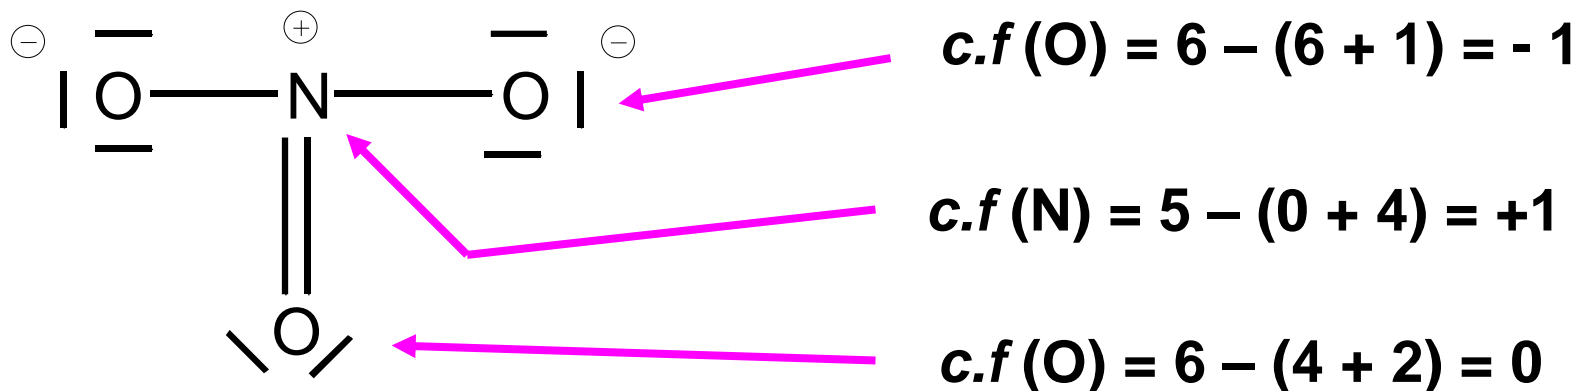 ⊖ ⊕ ⊖
O N O
O
c.f (O) = 6 – (6 + 1) = - 1
c.f (N) = 5 – (0 + 4) = +1
c.f (O) = 6 – (4 + 2) = 0